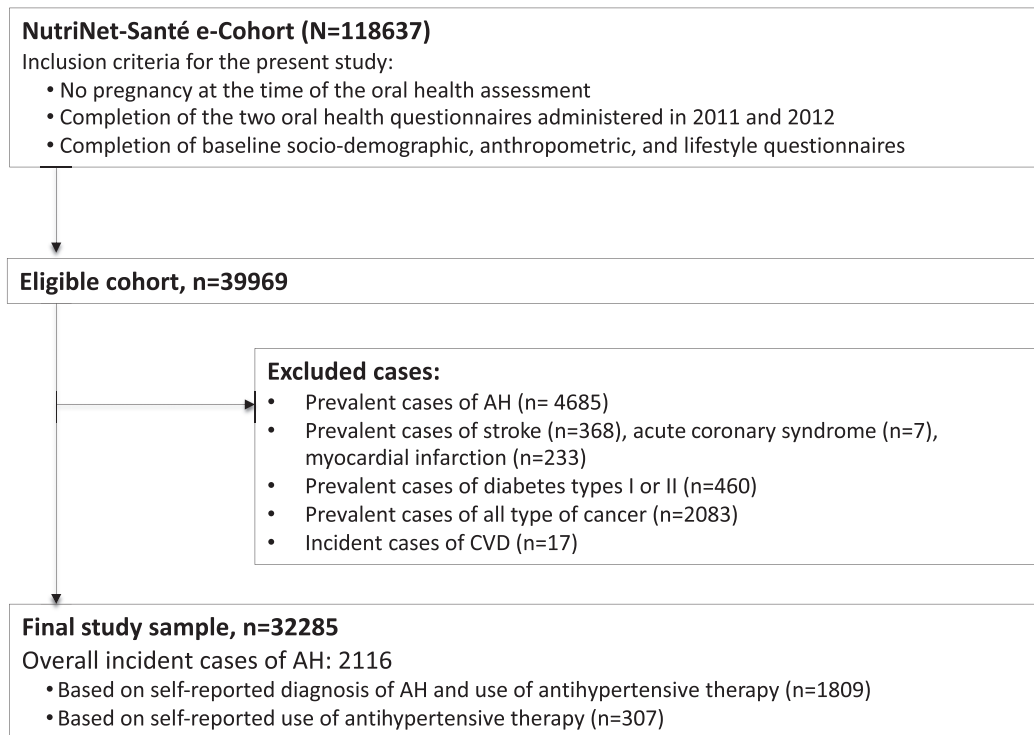 NutriNet-Santé e-Cohort (N=118637)
Inclusion criteria for the present study:
• No pregnancy at the time of the oral health assessment
• Completion of the two oral health questionnaires administered in 2011 and 2012
• Completion of baseline socio-demographic, anthropometric, and lifestyle questionnaires
Eligible cohort, n=39969
Excluded cases:
• Prevalent cases of AH (n= 4685)
• Prevalent cases of stroke (n=368), acute coronary syndrome (n=7),
myocardial infarction (n=233)
• Prevalent cases of diabetes types I or II (n=460)
• Prevalent cases of all type of cancer (n=2083)
• Incident cases of CVD (n=17)
Final study sample, n=32285
Overall incident cases of AH: 2116
• Based on self-reported diagnosis of AH and use of antihypertensive therapy (n=1809)
• Based on self-reported use of antihypertensive therapy (n=307)